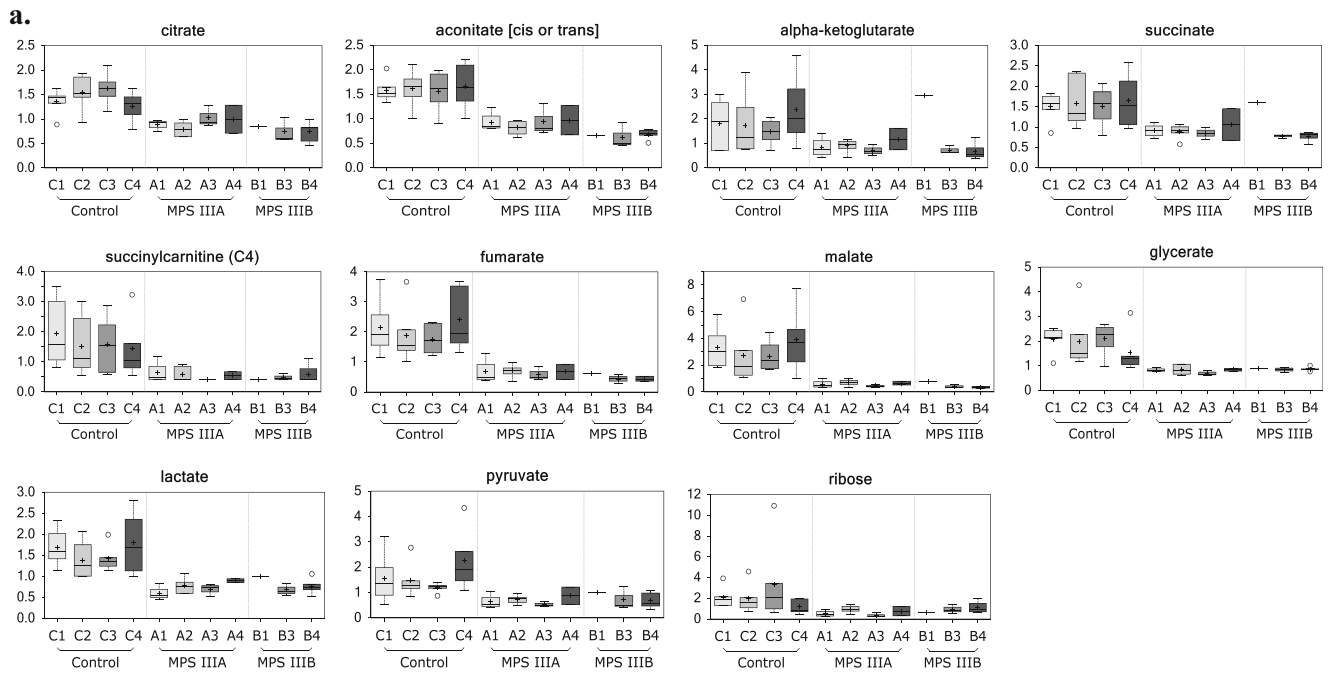 a.
citrate
2.5
2.0
1.5
1.0
0.5
0.0
C1 C2 C3 C4 A1 A2 A3 A4 B1 B3 B4
Control MPS IIIA MPS IIIB
aconitate [cis or trans]
2.5
2.0
1.5
1.0
0.5
0.0
C1 C2 C3 C4 A1 A2 A3 A4 B1 B3 B4
Control MPS IIIA MPS IIIB
alpha-ketoglutarate
5
4
3
2
1
0
C1 C2 C3 C4 A1 A2 A3 A4 B1 B3 B4
Control MPS IIIA MPS IIIB
succinate
3.0
2.5
2.0
1.5
1.0
0.5
0.0
C1 C2 C3 C4 A1 A2 A3 A4 B1 B3 B4
Control MPS IIIA MPS IIIB
succinylcarnitine (C4)
4.0
3.0
2.0
1.0
0.0
C1 C2 C3 C4 A1 A2 A3 A4 B1 B3 B4
Control MPS IIIA MPS IIIB
fumarate
4
3
2
1
0
C1 C2 C3 C4 A1 A2 A3 A4 B1 B3 B4
Control MPS IIIA MPS IIIB
malate
8
6
4
2
0
C1 C2 C3 C4 A1 A2 A3 A4 B1 B3 B4
Control MPS IIIA MPS IIIB
glycerate
5
4
3
2
1
0
C1 C2 C3 C4 A1 A2 A3 A4 B1 B3 B4
Control MPS IIIA MPS IIIB
lactate
3.0
2.5
2.0
1.5
1.0
0.5
0.0
C1 C2 C3 C4 A1 A2 A3 A4 B1 B3 B4
Control MPS IIIA MPS IIIB
pyruvate
5
4
3
2
1
0
C1 C2 C3 C4 A1 A2 A3 A4 B1 B3 B4
Control MPS IIIA MPS IIIB
ribose
12
10
8
6
4
2
0
C1 C2 C3 C4 A1 A2 A3 A4 B1 B3 B4
Control MPS IIIA MPS IIIB